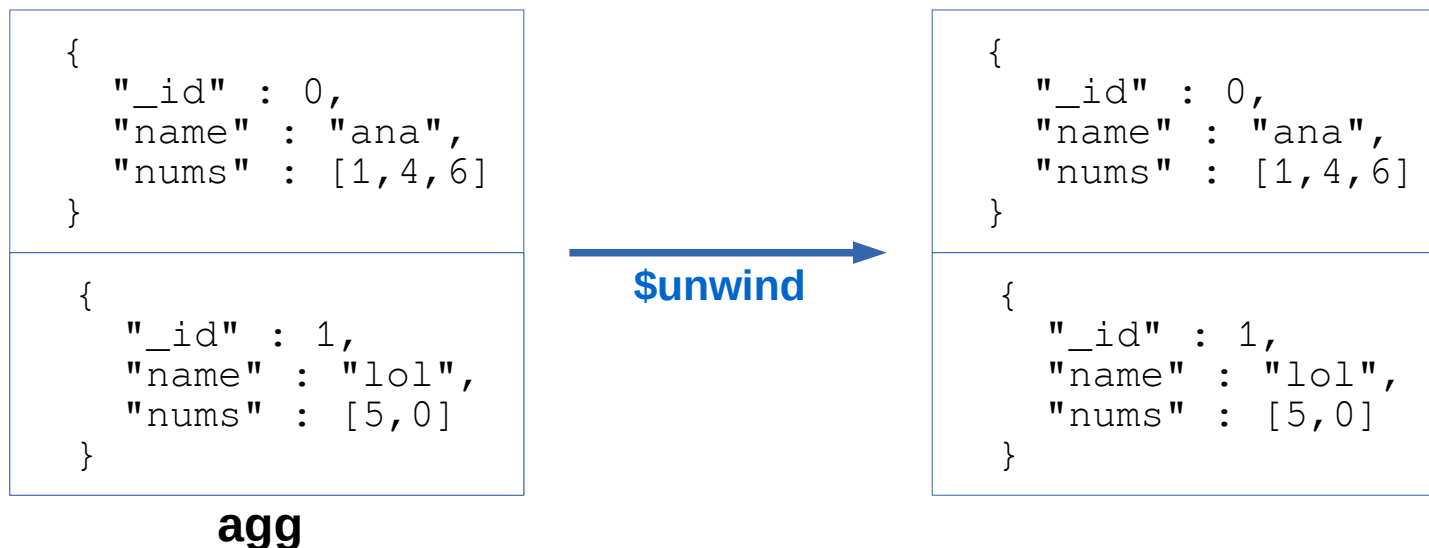 {
"_id" : 0,
"name" : "ana",
"nums" : [1,4,6]
}
{
"_id" : 1,
"name" : "lol",
"nums" : [5,0]
}
agg
$unwind
{
"_id" : 0,
"name" : "ana",
"nums" : [1,4,6]
}
{
"_id" : 1,
"name" : "lol",
"nums" : [5,0]
}